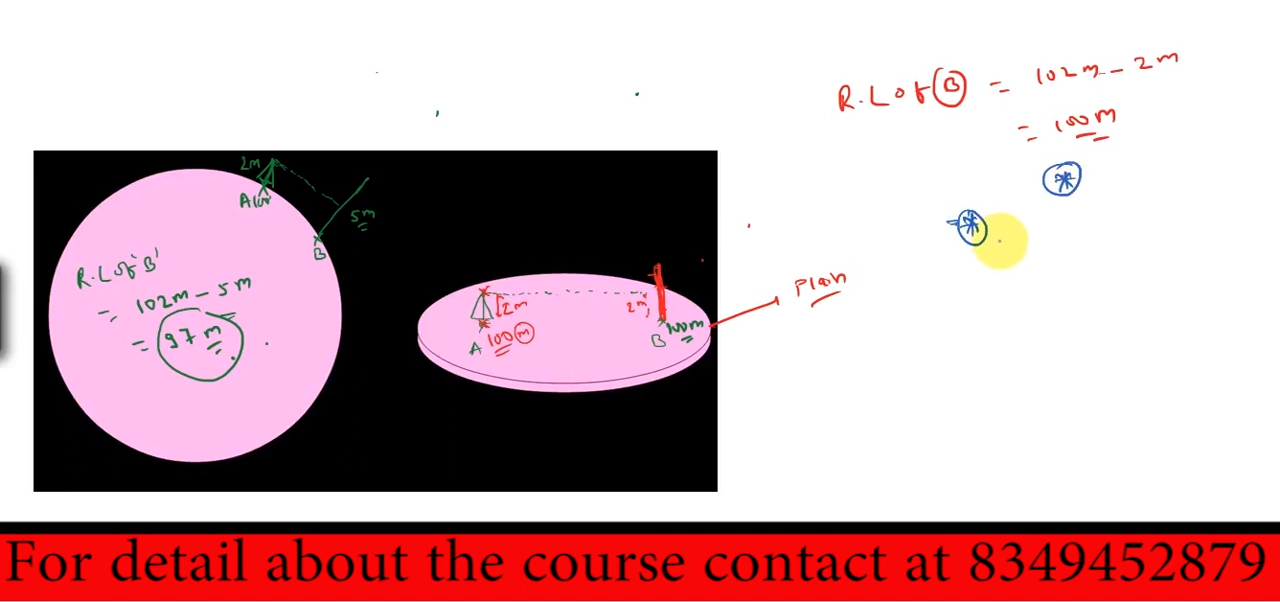 R.L of B = 102m - 2m
= 100m
2m
A100
5m
B
R.L of 'B'
= 102m - 5m
= 97m
2m
100m
A
2m
100m
B
Plan
For detail about the course contact at 8349452879